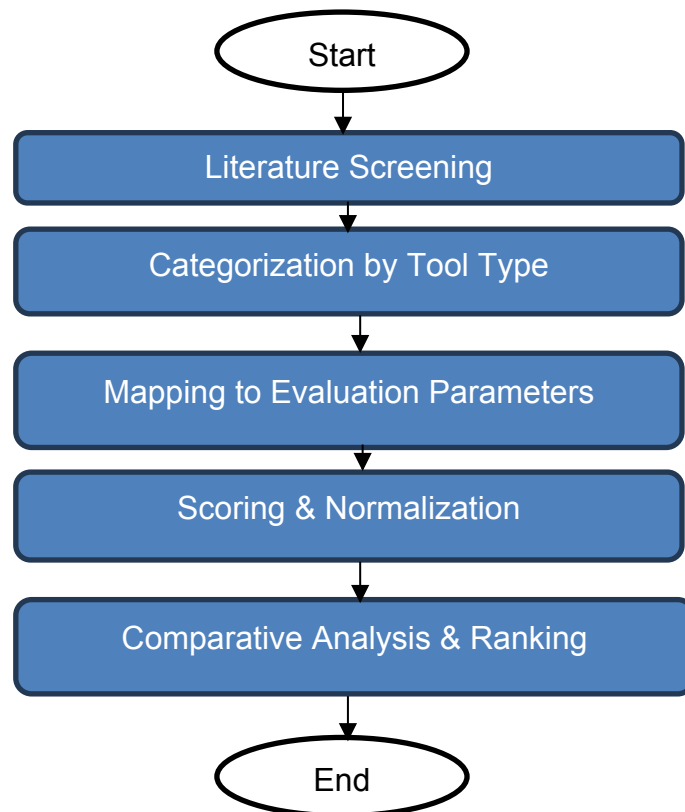 Start
Literature Screening
Categorization by Tool Type
Mapping to Evaluation Parameters
Scoring & Normalization
Comparative Analysis & Ranking
End